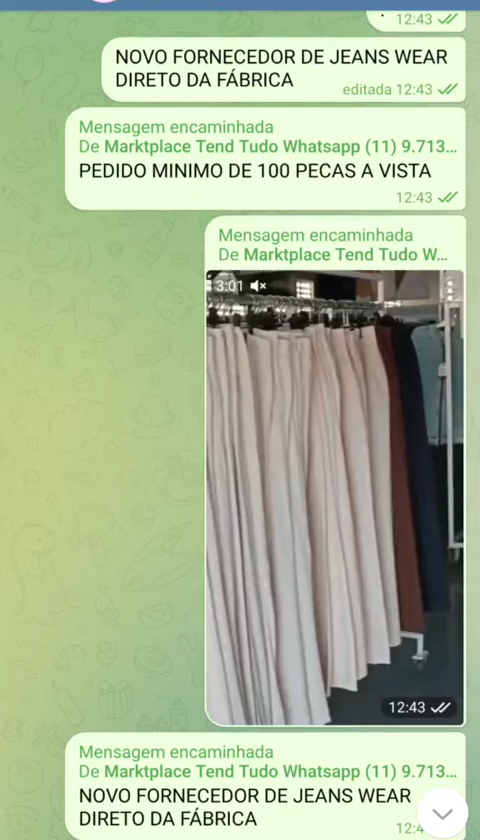 12:43
NOVO FORNECEDOR DE JEANS WEAR
DIRETO DA FÁBRICA
editada 12:43
Mensagem encaminhada
De Marktplace Tend Tudo Whatsapp (11) 9.713...
PEDIDO MINIMO DE 100 PECAS A VISTA
12:43
Mensagem encaminhada
De Marktplace Tend Tudo W...
3:01
12:43
Mensagem encaminhada
De Marktplace Tend Tudo Whatsapp (11) 9.713...
NOVO FORNECEDOR DE JEANS WEAR
DIRETO DA FÁBRICA